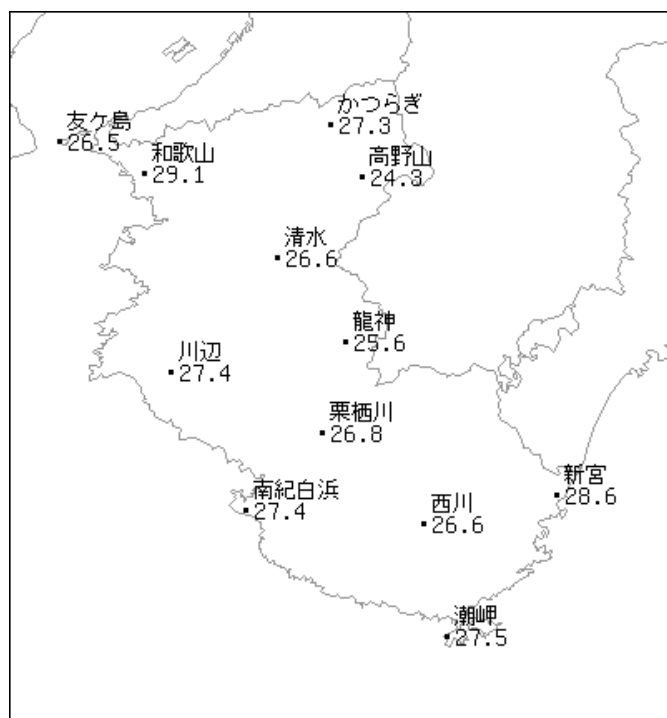 かつらぎ
27.3
友ケ島
26.5
和歌山
29.1
高野山
24.3
清水
26.6
龍神
25.6
川辺
27.4
栗栖川
26.8
新宮
28.6
南紀白浜
27.4
西川
26.6
潮岬
27.5